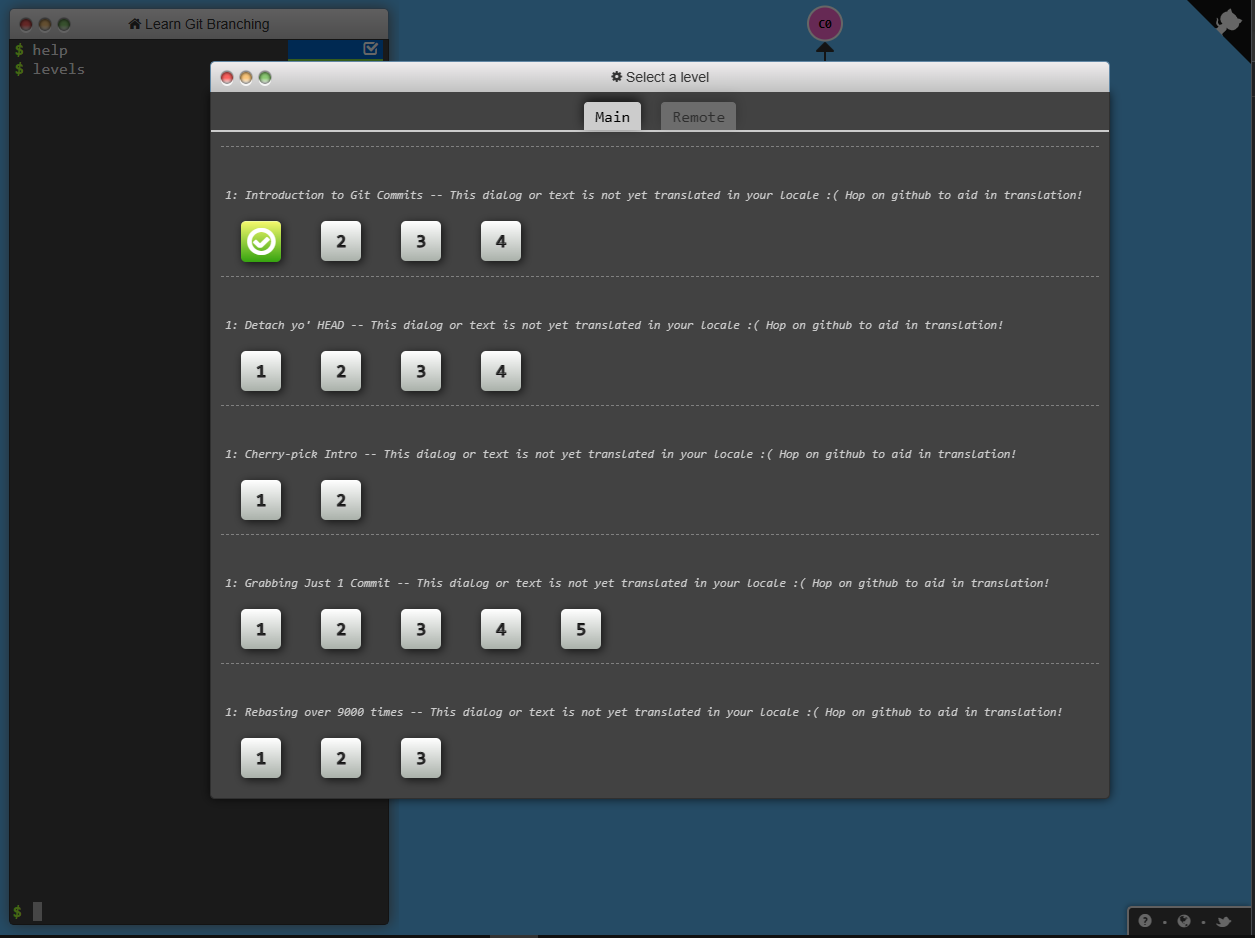 Learn Git Branching
$ help
$ levels
C0
Select a level
Main Remote
1: Introduction to Git Commits -- This dialog or text is not yet translated in your locale :( Hop on github to aid in translation!
2 3 4
1: Detach yo' HEAD -- This dialog or text is not yet translated in your locale :( Hop on github to aid in translation!
1 2 3 4
1: Cherry-pick Intro -- This dialog or text is not yet translated in your locale :( Hop on github to aid in translation!
1 2
1: Grabbing Just 1 Commit -- This dialog or text is not yet translated in your locale :( Hop on github to aid in translation!
1 2 3 4 5
1: Rebasing over 9000 times -- This dialog or text is not yet translated in your locale :( Hop on github to aid in translation!
1 2 3
$